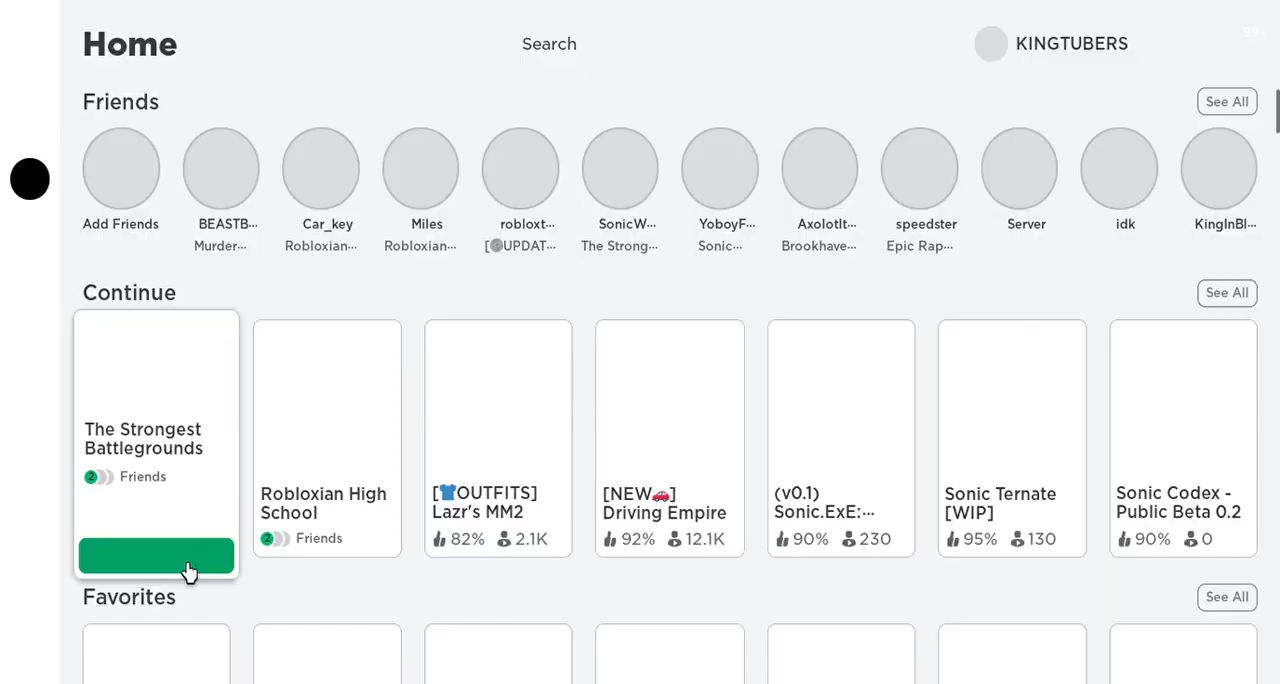 Home
Search
KINGTUBERS
99+
Friends
See All
Add Friends
BEASTB···
Car_key
Miles
robloxt···
SonicW···
YoboyF···
AxolotIt···
speedster
Server
idk
KingInBl···
Murder···
Robloxian···
Robloxian···
[🌑UPDAT···
The Strong···
Sonic···
Brookhave···
Epic Rap···
Continue
See All
The Strongest
Battlegrounds
2 Friends
Robloxian High
School
2 Friends
[👕OUTFITS]
Lazr's MM2
82% 2.1K
[NEW🚗]
Driving Empire
92% 12.1K
(v0.1)
Sonic.ExE:···
90% 230
Sonic Ternate
[WIP]
95% 130
Sonic Codex -
Public Beta 0.2
90% 0
Favorites
See All